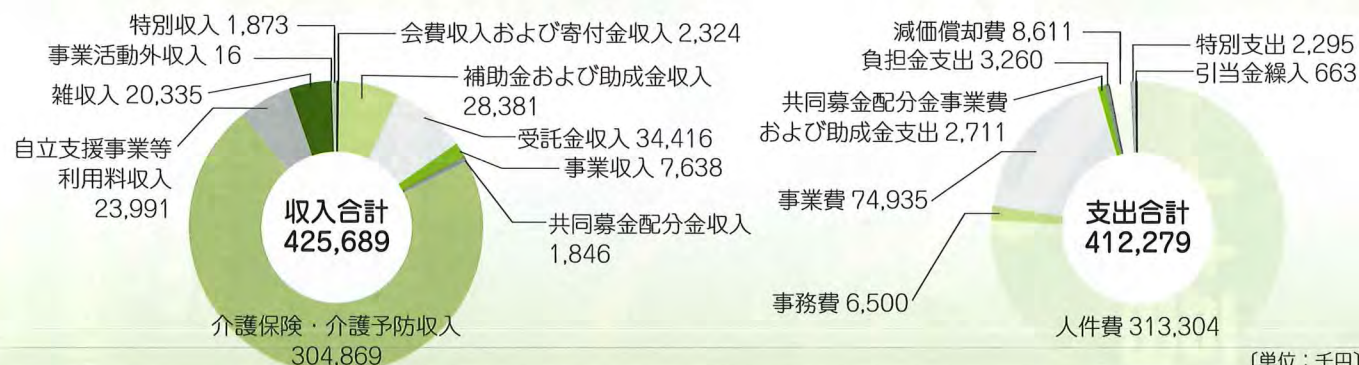 特別収入 1,873
事業活動外収入 16
雑収入 20,335
自立支援事業等
利用料収入
23,991
会費収入および寄付金収入 2,324
補助金および助成金収入
28,381
受託金収入 34,416
事業収入 7,638
共同募金配分金収入
1,846
収入合計
425,689
介護保険・介護予防収入
304,869
減価償却費 8,611
負担金支出 3,260
共同募金配分金事業費
および助成金支出 2,711
事業費 74,935
事務費 6,500
特別支出 2,295
引当金繰入 663
支出合計
412,279
人件費 313,304
〔単位：千円〕